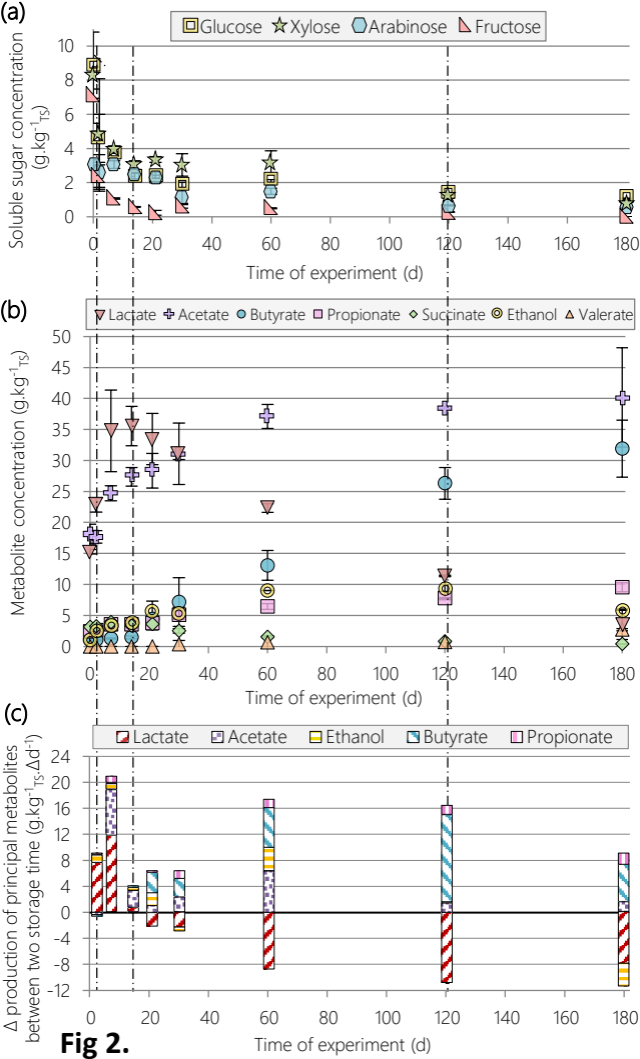 (a)
Glucose Xylose Arabinose Fructose
Soluble sugar concentration
(g.kg⁻¹TS)
10
8
6
4
2
0
0 20 40 60 80 100 120 140 160 180
Time of experiment (d)
(b)
Lactate Acetate Butyrate Propionate Succinate Ethanol Valerate
Metabolite concentration (g.kg⁻¹TS)
50
45
40
35
30
25
20
15
10
5
0
0 20 40 60 80 100 120 140 160 180
Time of experiment (d)
(c)
Lactate Acetate Ethanol Butyrate Propionate
Δ production of principal metabolites
between two storage time (g.kg⁻¹TS.Δd⁻¹)
24
20
16
12
8
4
0
-4
-8
-12
0 20 40 60 80 100 120 140 160 180
Time of experiment (d)
Fig 2.